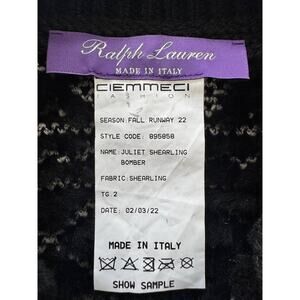 Ralph Lauren
MADE IN ITALY
CIEMMECI
FASHION
SEASON: FALL RUNWAY 22
STYLE CODE: 895858
NAME: JULIET SHEARLING
BOMBER
FABRIC: SHEARLING
TG.2
DATE: 02/03/22
MADE IN ITALY
SHOW SAMPLE